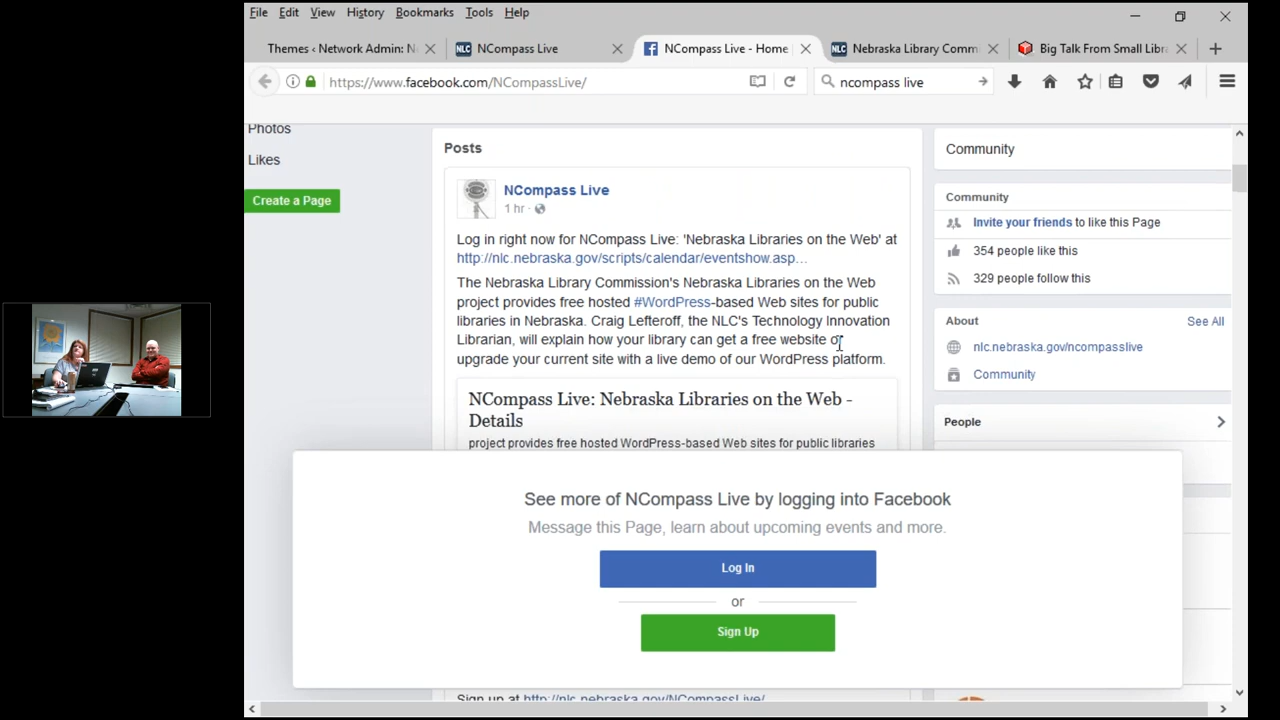 File Edit View History Bookmarks Tools Help
Themes ‹ Network Admin: N
NLC NCompass Live
NCompass Live - Home
NLC Nebraska Library Comm
Big Talk From Small Libra
https://www.facebook.com/NCompassLive/
ncompass live
Photos
Likes
Create a Page
Posts
NCompass Live
1 hr ·
Log in right now for NCompass Live: 'Nebraska Libraries on the Web' at
http://nlc.nebraska.gov/scripts/calendar/eventshow.asp…
The Nebraska Library Commission's Nebraska Libraries on the Web
project provides free hosted #WordPress-based Web sites for public
libraries in Nebraska. Craig Lefteroff, the NLC's Technology Innovation
Librarian, will explain how your library can get a free website or
upgrade your current site with a live demo of our WordPress platform.
NCompass Live: Nebraska Libraries on the Web -
Details
project provides free hosted WordPress-based Web sites for public libraries
Community
Community
Invite your friends to like this Page
354 people like this
329 people follow this
About
See All
nlc.nebraska.gov/ncompasslive
Community
People
See more of NCompass Live by logging into Facebook
Message this Page, learn about upcoming events and more.
Log In
or
Sign Up
Sign up at http://nlc.nebraska.gov/NCompassLive/